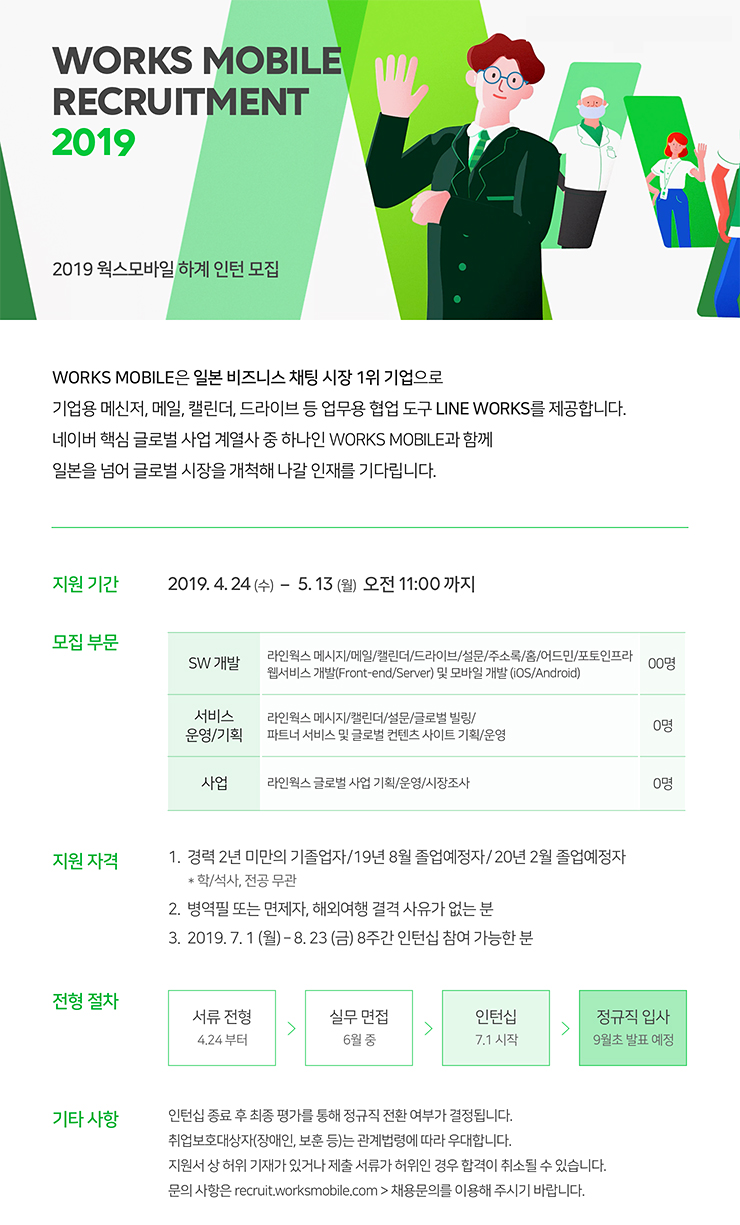 WORKS MOBILE
RECRUITMENT
2019
2019 웍스모바일 하계 인턴 모집
WORKS MOBILE은 일본 비즈니스 채팅 시장 1위 기업으로
기업용 메신저, 메일, 캘린더, 드라이브 등 업무용 협업 도구 LINE WORKS를 제공합니다.
네이버 핵심 글로벌 사업 계열사 중 하나인 WORKS MOBILE과 함께
일본을 넘어 글로벌 시장을 개척해 나갈 인재를 기다립니다.
지원 기간
2019. 4. 24 (수) – 5. 13 (월) 오전 11:00 까지
모집 부문
SW 개발
라인웍스 메시지/메일/캘린더/드라이브/설문/주소록/홈/어드민/포토인프라
웹서비스 개발(Front-end/Server) 및 모바일 개발 (iOS/Android)
00명
서비스
운영/기획
라인웍스 메시지/캘린더/설문/글로벌 빌링/
파트너 서비스 및 글로벌 컨텐츠 사이트 기획/운영
0명
사업
라인웍스 글로벌 사업 기획/운영/시장조사
0명
지원 자격
1. 경력 2년 미만의 기졸업자/19년 8월 졸업예정자/ 20년 2월 졸업예정자
* 학/석사, 전공 무관
2. 병역필 또는 면제자, 해외여행 결격 사유가 없는 분
3. 2019. 7. 1 (월) – 8. 23 (금) 8주간 인턴십 참여 가능한 분
전형 절차
서류 전형
4.24 부터
>
실무 면접
6월 중
>
인턴십
7.1 시작
>
정규직 입사
9월초 발표 예정
기타 사항
인턴십 종료 후 최종 평가를 통해 정규직 전환 여부가 결정됩니다.
취업보호대상자(장애인, 보훈 등)는 관계법령에 따라 우대합니다.
지원서 상 허위 기재가 있거나 제출 서류가 허위인 경우 합격이 취소될 수 있습니다.
문의 사항은 recruit.worksmobile.com > 채용문의를 이용해 주시기 바랍니다.